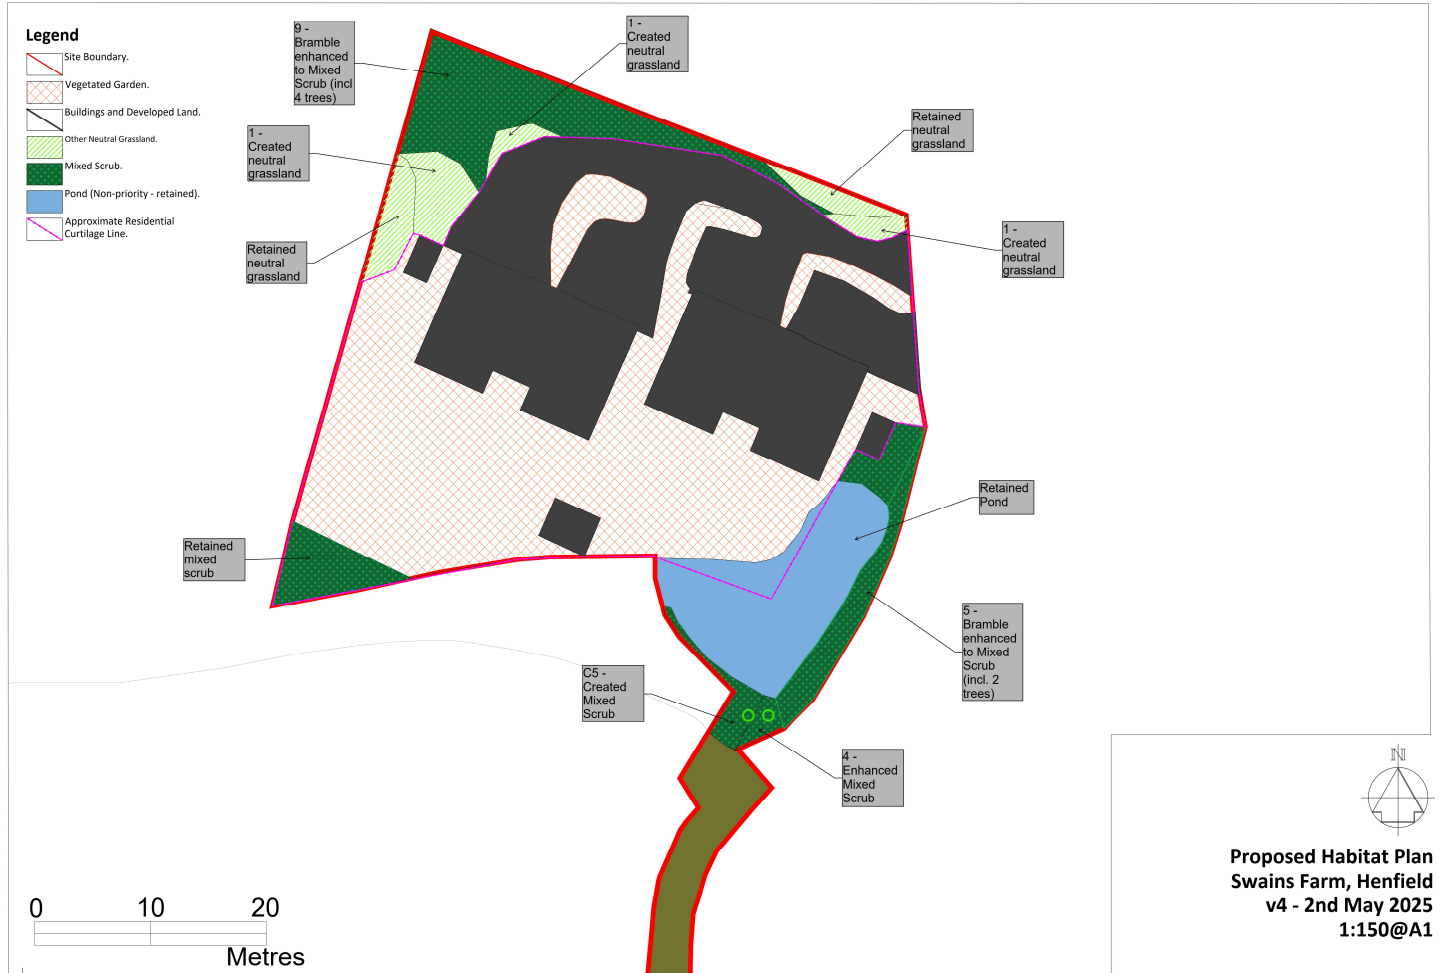 Legend
Site Boundary.
Vegetated Garden.
Buildings and Developed Land.
Other Neutral Grassland.
Mixed Scrub.
Pond (Non-priority - retained).
Approximate Residential
Curtilage Line.
9 -
Bramble
enhanced
to Mixed
Scrub (incl
4 trees)
1 -
Created
neutral
grassland
Retained
neutral
grassland
1 -
Created
neutral
grassland
1 -
Created
neutral
grassland
Retained
neutral
grassland
Retained
Pond
Retained
mixed
scrub
5 -
Bramble
enhanced
to Mixed
Scrub
(incl. 2
trees)
C5 -
Created
Mixed
Scrub
4 -
Enhanced
Mixed
Scrub
N
Proposed Habitat Plan
Swains Farm, Henfield
v4 - 2nd May 2025
1:150@A1
0 10 20
Metres